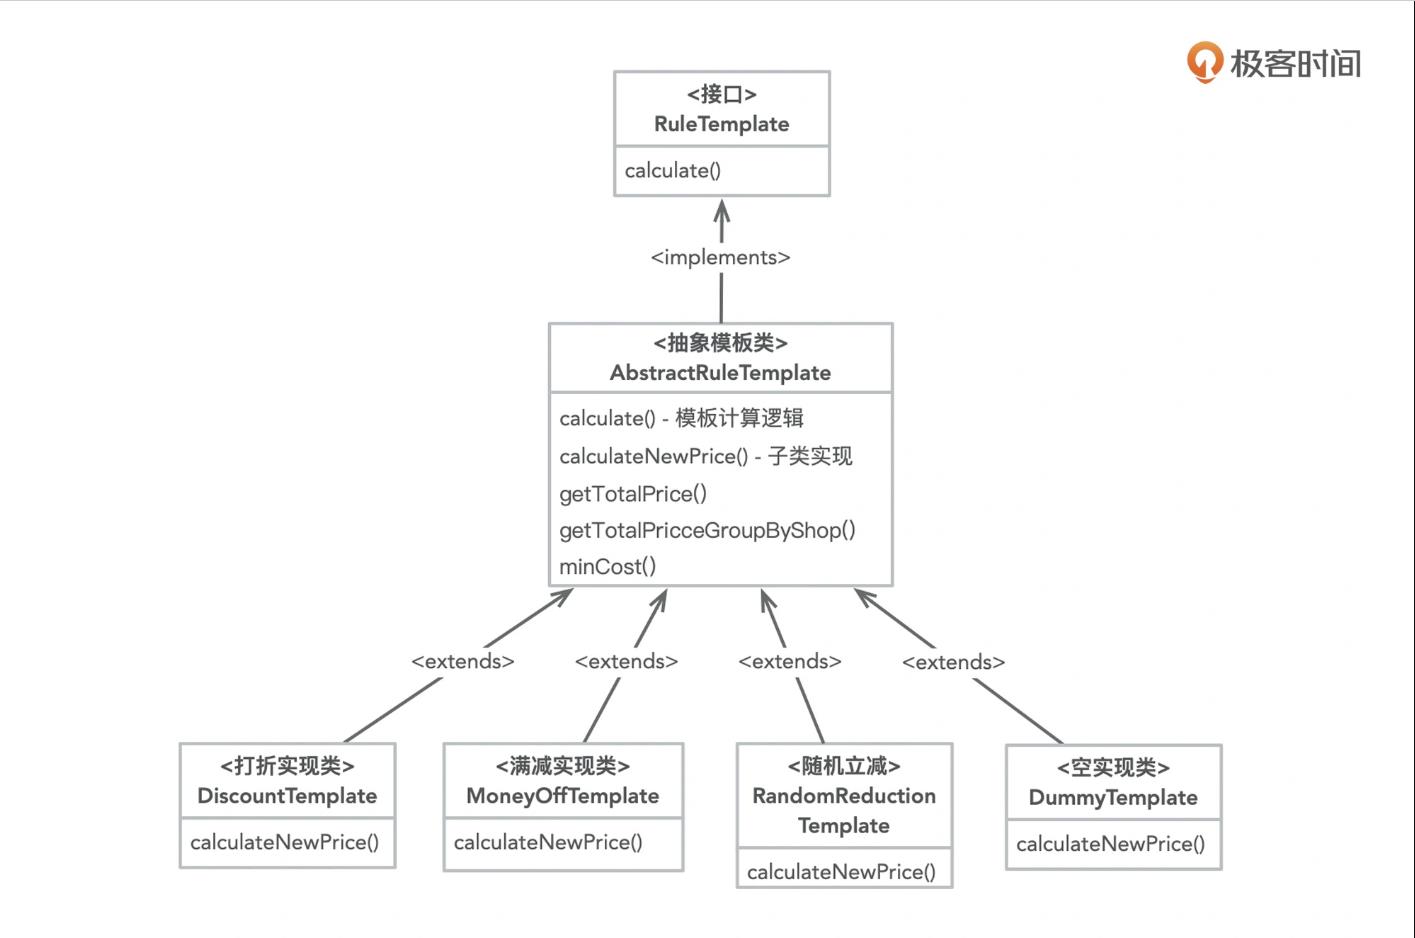 极客时间
<接口>
RuleTemplate
calculate()
<implements>
<抽象模板类>
AbstractRuleTemplate
calculate() - 模板计算逻辑
calculateNewPrice() - 子类实现
getTotalPrice()
getTotalPricceGroupByShop()
minCost()
<extends>
<extends>
<extends>
<extends>
<打折实现类>
DiscountTemplate
calculateNewPrice()
<满减实现类>
MoneyOffTemplate
calculateNewPrice()
<随机立减>
RandomReduction
Template
calculateNewPrice()
<空实现类>
DummyTemplate
calculateNewPrice()